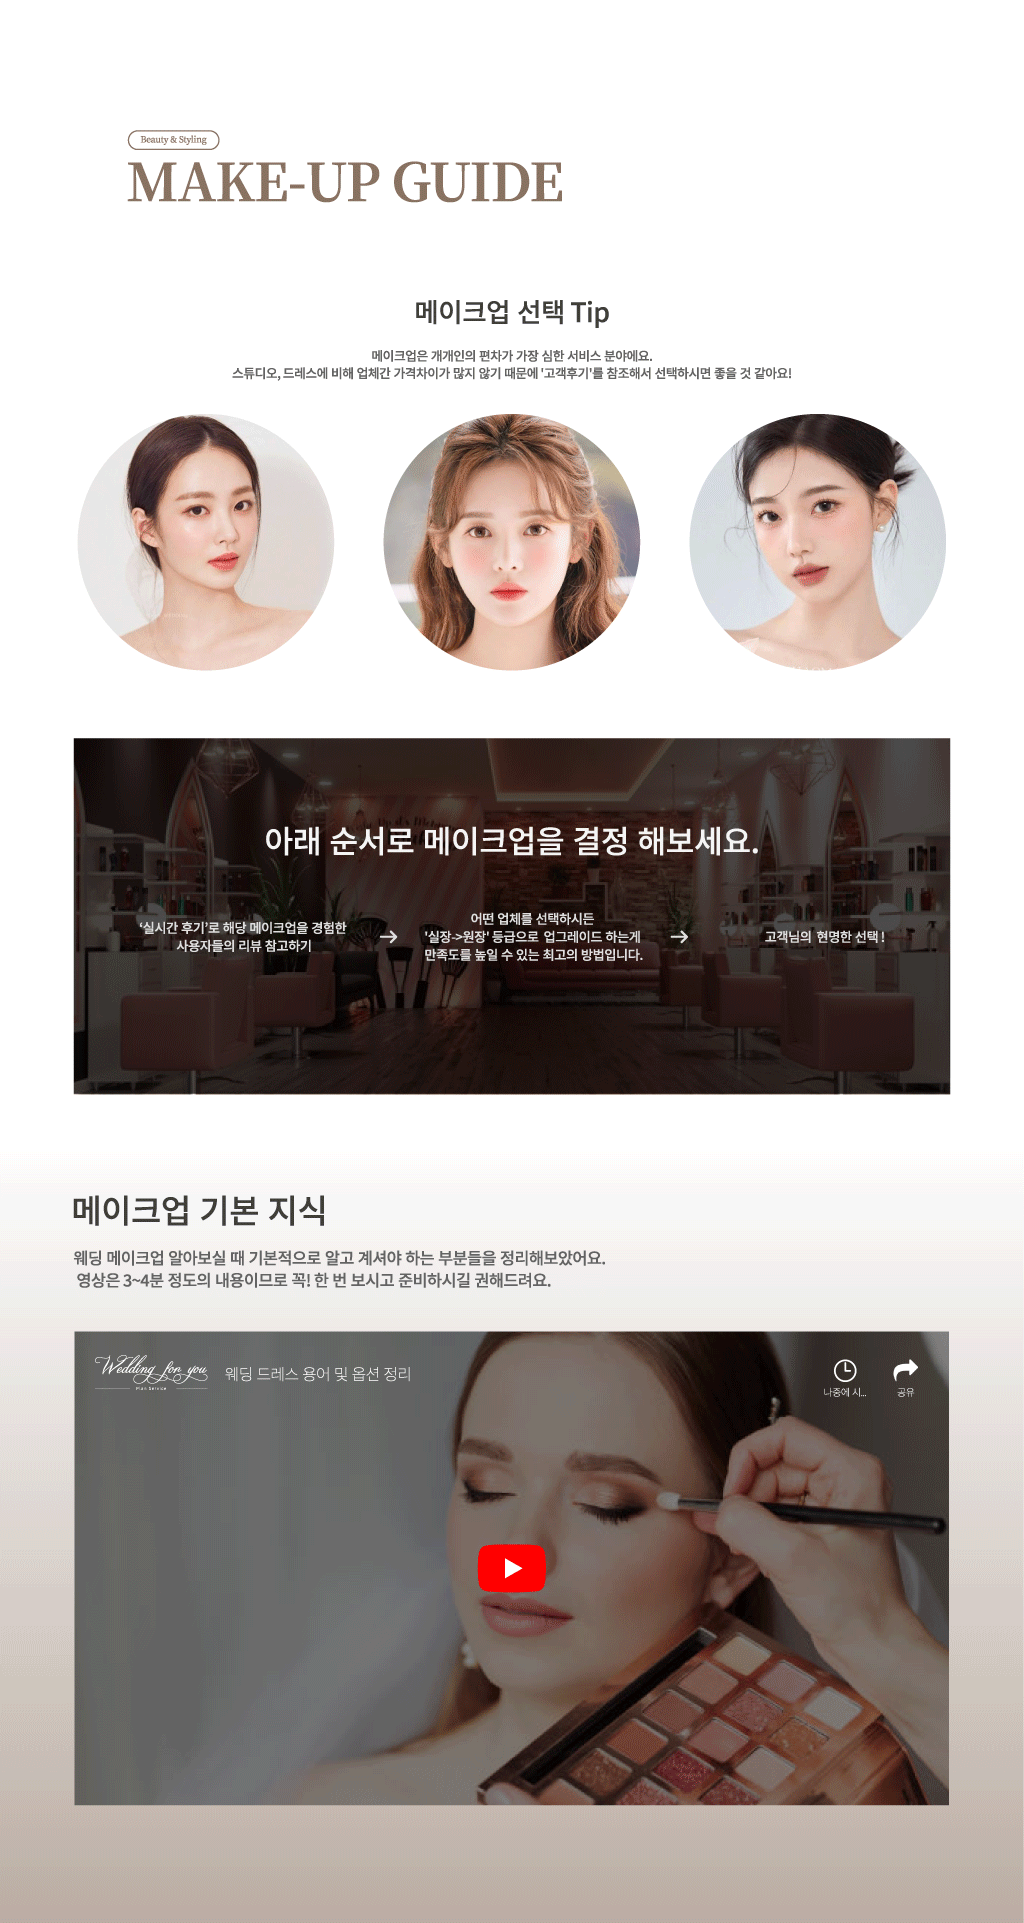 Beauty & Styling
MAKE-UP GUIDE
메이크업 선택 Tip
메이크업은 개개인의 편차가 가장 심한 서비스 분야에요.
스튜디오, 드레스에 비해 업체간 가격차이가 많지 않기 때문에 '고객후기'를 참조해서 선택하시면 좋을 것 같아요!
아래 순서로 메이크업을 결정 해보세요.
‘실시간 후기’로 해당 메이크업을 경험한
사용자들의 리뷰 참고하기
→
어떤 업체를 선택하시든
'실장->원장' 등급으로 업그레이드 하는게
만족도를 높일 수 있는 최고의 방법입니다.
→
고객님의 현명한 선택 !
메이크업 기본 지식
웨딩 메이크업 알아보실 때 기본적으로 알고 계셔야 하는 부분들을 정리해보았어요.
영상은 3~4분 정도의 내용이므로 꼭! 한 번 보시고 준비하시길 권해드려요.
Wedding for you
Plan Service
웨딩 드레스 용어 및 옵션 정리
나중에 시...
공유